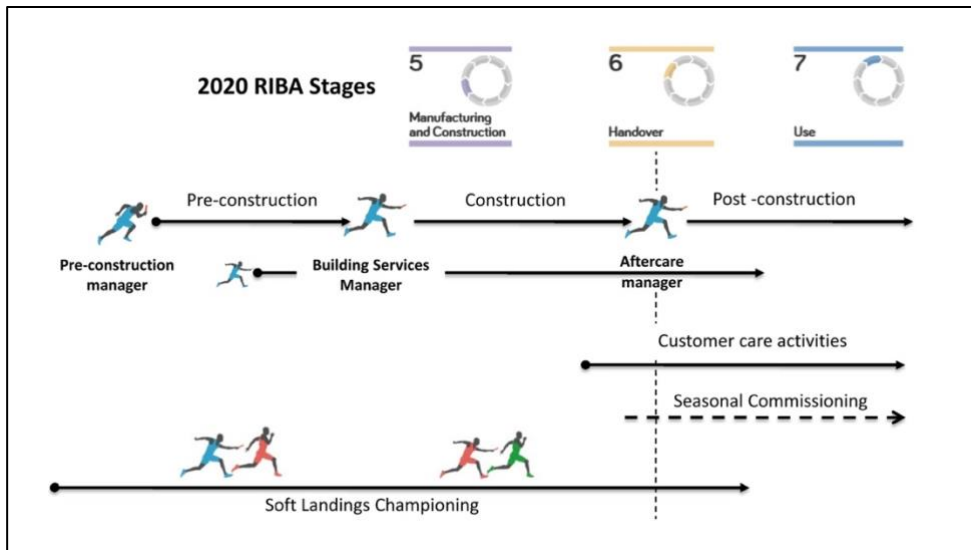 2020 RIBA Stages
5
Manufacturing
and Construction
6
Handover
7
Use
Pre-construction
Construction
Post -construction
Pre-construction
manager
Building Services
Manager
Aftercare
manager
Customer care activities
Seasonal Commissioning
Soft Landings Championing